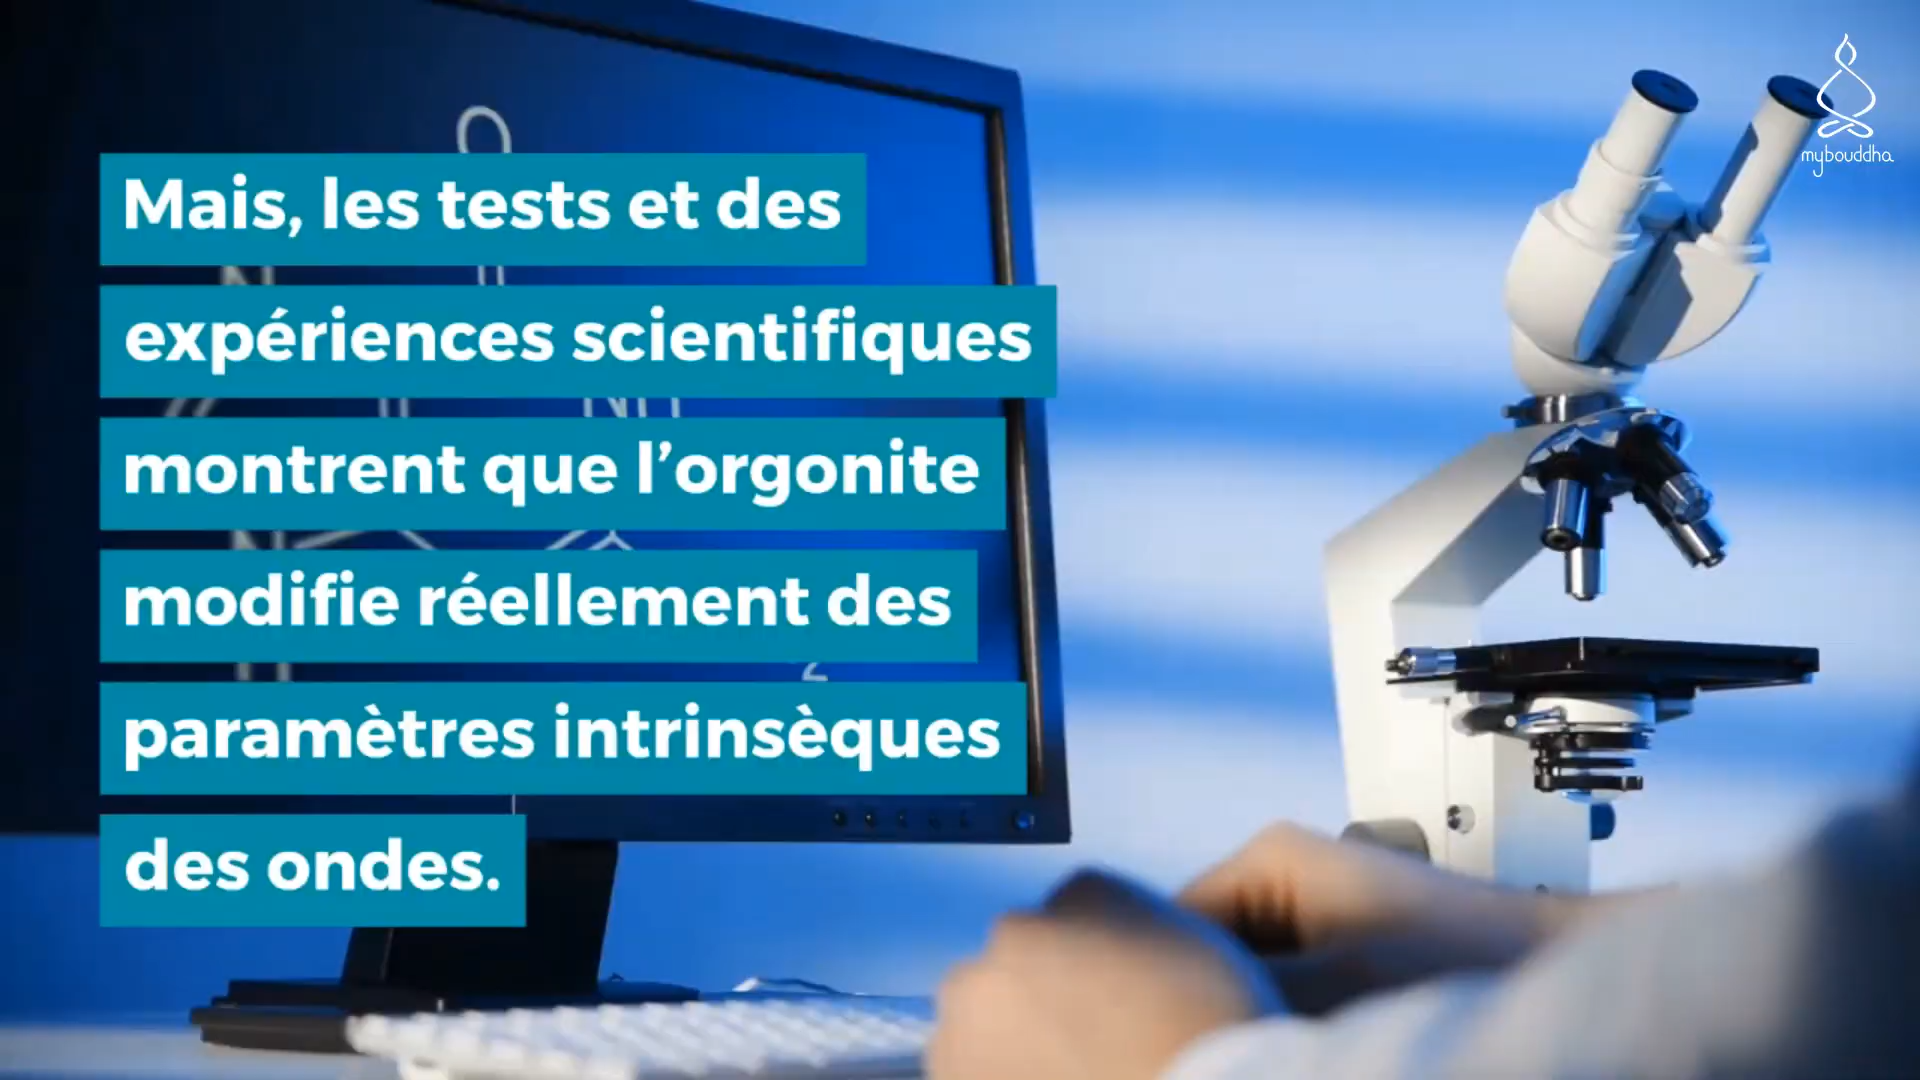 mybouddha
Mais, les tests et des
expériences scientifiques
montrent que l’orgonite
modifie réellement des
paramètres intrinsèques
des ondes.